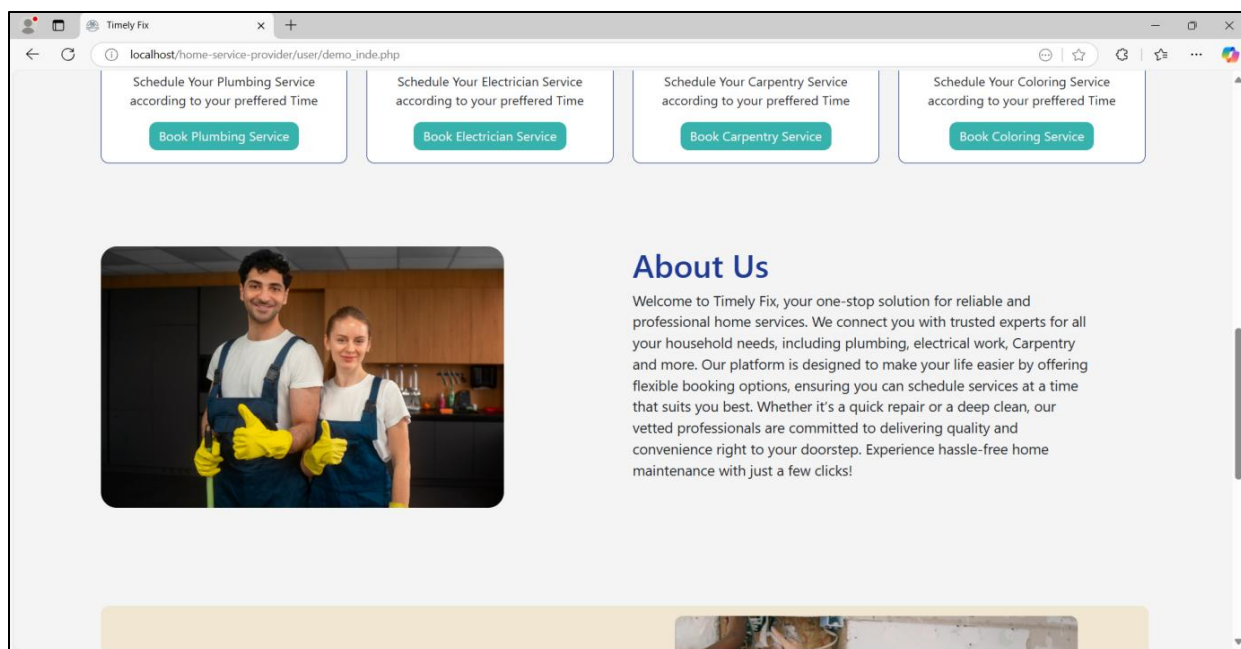 Timely Fix
localhost/home-service-provider/user/demo_inde.php
Schedule Your Plumbing Service
according to your preffered Time
Book Plumbing Service
Schedule Your Electrician Service
according to your preffered Time
Book Electrician Service
Schedule Your Carpentry Service
according to your preffered Time
Book Carpentry Service
Schedule Your Coloring Service
according to your preffered Time
Book Coloring Service
About Us
Welcome to Timely Fix, your one-stop solution for reliable and
professional home services. We connect you with trusted experts for all
your household needs, including plumbing, electrical work, Carpentry
and more. Our platform is designed to make your life easier by offering
flexible booking options, ensuring you can schedule services at a time
that suits you best. Whether it's a quick repair or a deep clean, our
vetted professionals are committed to delivering quality and
convenience right to your doorstep. Experience hassle-free home
maintenance with just a few clicks!